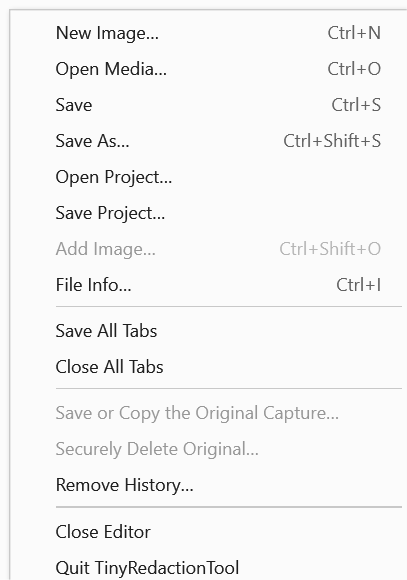 New Image... Ctrl+N
Open Media... Ctrl+O
Save Ctrl+S
Save As... Ctrl+Shift+S
Open Project...
Save Project...
Add Image... Ctrl+Shift+O
File Info... Ctrl+I
Save All Tabs
Close All Tabs
Save or Copy the Original Capture...
Securely Delete Original...
Remove History...
Close Editor
Quit TinyRedactionTool